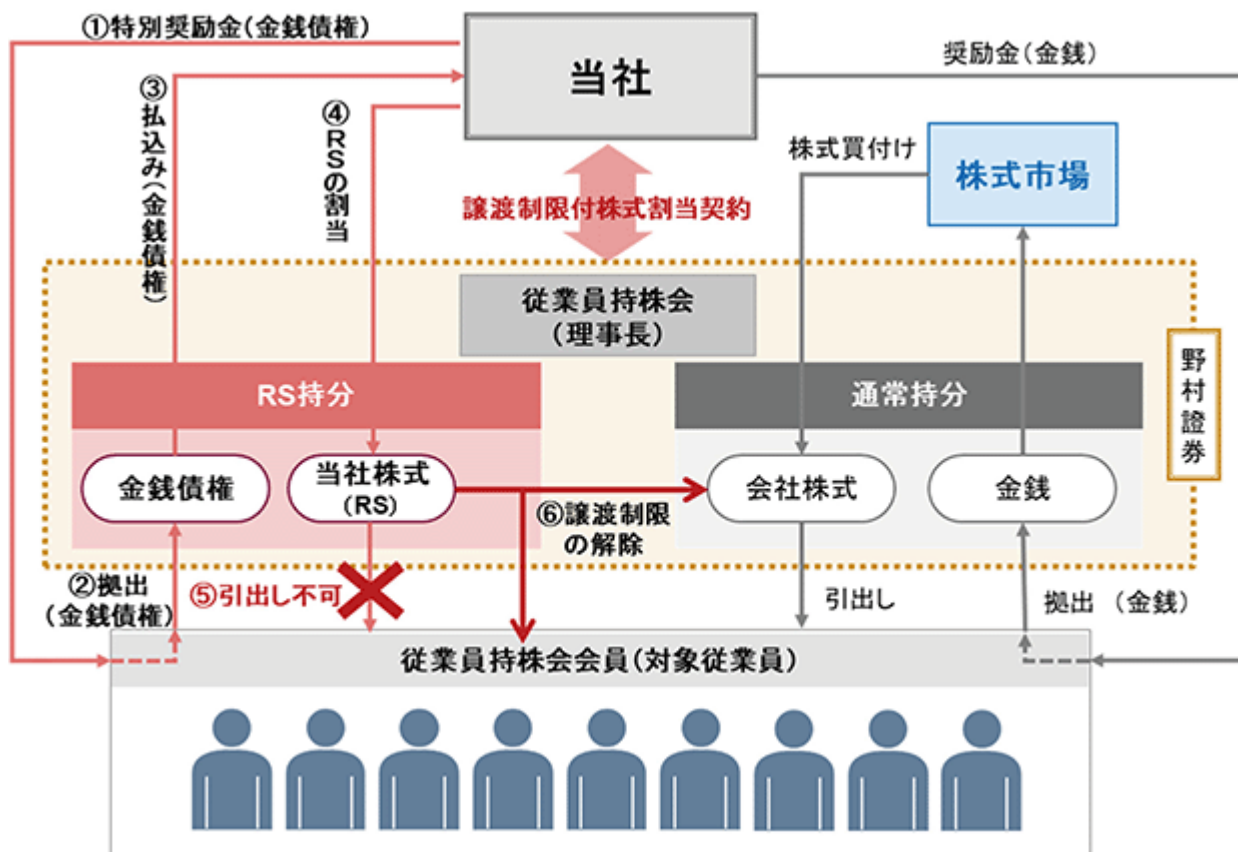 ①特別奨励金(金銭債権)
当社
奨励金(金銭)
③払込み(金銭債権)
④RSの割当
株式買付け
株式市場
譲渡制限付株式割当契約
従業員持株会
(理事長)
野村證券
RS持分
通常持分
金銭債権
当社株式
(RS)
会社株式
金銭
⑥譲渡制限
の解除
②拠出
(金銭債権)
⑤引出し不可
引出し
拠出 (金銭)
従業員持株会会員(対象従業員)